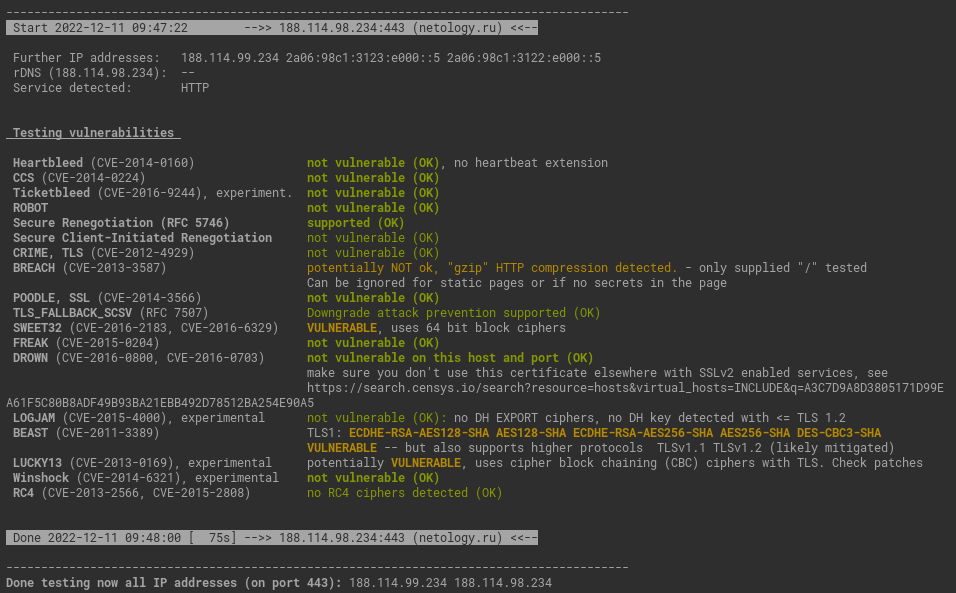 -----------------------------------------------------------------------------------------
Start 2022-12-11 09:47:22        -->> 188.114.98.234:443 (netology.ru) <<--
Further IP addresses:   188.114.99.234 2a06:98c1:3123:e000::5 2a06:98c1:3122:e000::5
rDNS (188.114.98.234):  --
Service detected:       HTTP
Testing vulnerabilities
Heartbleed (CVE-2014-0160)                not vulnerable (OK), no heartbeat extension
CCS (CVE-2014-0224)                       not vulnerable (OK)
Ticketbleed (CVE-2016-9244), experiment.  not vulnerable (OK)
ROBOT                                     not vulnerable (OK)
Secure Renegotiation (RFC 5746)           supported (OK)
Secure Client-Initiated Renegotiation     not vulnerable (OK)
CRIME, TLS (CVE-2012-4929)                not vulnerable (OK)
BREACH (CVE-2013-3587)                    potentially NOT ok, "gzip" HTTP compression detected. - only supplied "/" tested
Can be ignored for static pages or if no secrets in the page
POODLE, SSL (CVE-2014-3566)               not vulnerable (OK)
TLS_FALLBACK_SCSV (RFC 7507)              Downgrade attack prevention supported (OK)
SWEET32 (CVE-2016-2183, CVE-2016-6329)    VULNERABLE, uses 64 bit block ciphers
FREAK (CVE-2015-0204)                     not vulnerable (OK)
DROWN (CVE-2016-0800, CVE-2016-0703)      not vulnerable on this host and port (OK)
make sure you don't use this certificate elsewhere with SSLv2 enabled services, see
https://search.censys.io/search?resource=hosts&virtual_hosts=INCLUDE&q=A3C7D9A8D3805171D99E
A61F5C80B8ADF49B93BA21EBB492D78512BA254E90A5
LOGJAM (CVE-2015-4000), experimental      not vulnerable (OK): no DH EXPORT ciphers, no DH key detected with <= TLS 1.2
BEAST (CVE-2011-3389)                     TLS1: ECDHE-RSA-AES128-SHA AES128-SHA ECDHE-RSA-AES256-SHA AES256-SHA DES-CBC3-SHA
VULNERABLE -- but also supports higher protocols  TLSv1.1 TLSv1.2 (likely mitigated)
LUCKY13 (CVE-2013-0169), experimental     potentially VULNERABLE, uses cipher block chaining (CBC) ciphers with TLS. Check patches
Winshock (CVE-2014-6321), experimental    not vulnerable (OK)
RC4 (CVE-2013-2566, CVE-2015-2808)        no RC4 ciphers detected (OK)
Done 2022-12-11 09:48:00 [  75s] -->> 188.114.98.234:443 (netology.ru) <<--
-----------------------------------------------------------------------------------------
Done testing now all IP addresses (on port 443): 188.114.99.234 188.114.98.234